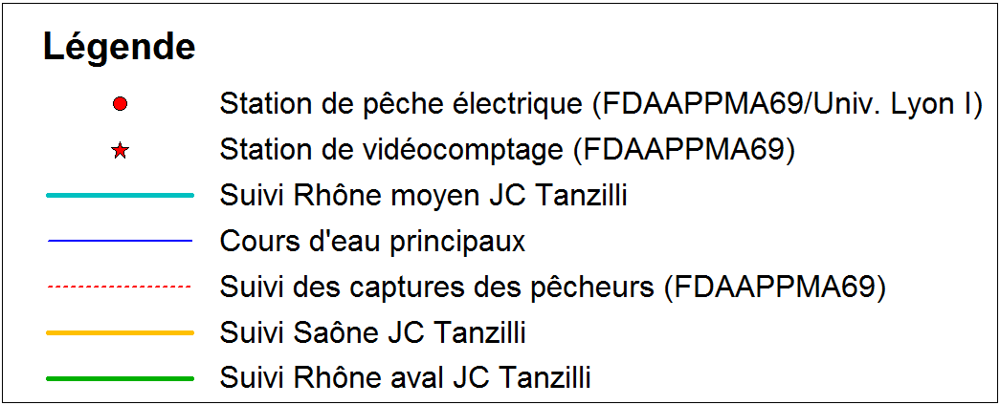 Légende
Station de pêche électrique (FDAAPPMA69/Univ. Lyon I)
Station de vidéocomptage (FDAAPPMA69)
Suivi Rhône moyen JC Tanzilli
Cours d'eau principaux
Suivi des captures des pêcheurs (FDAAPPMA69)
Suivi Saône JC Tanzilli
Suivi Rhône aval JC Tanzilli